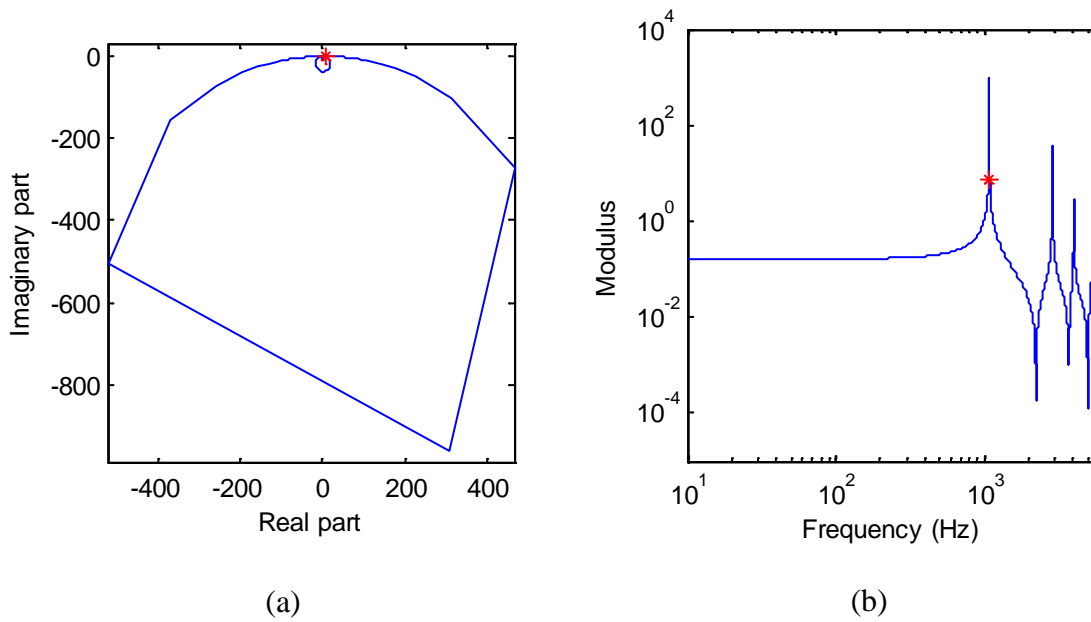 0
-200
-400
-600
-800
Imaginary part
-400 -200 0 200 400
Real part
(a)
10^4
10^2
10^0
10^-2
10^-4
Modulus
10^1 10^2 10^3
Frequency (Hz)
(b)